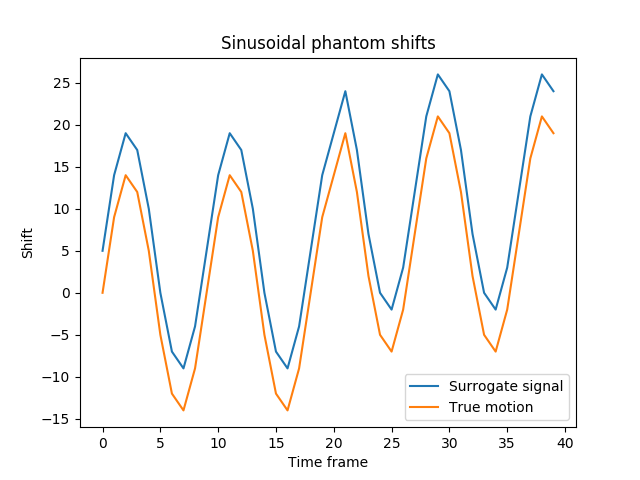 Sinusoidal phantom shifts
Shift
25
20
15
10
5
0
−5
−10
−15
0 5 10 15 20 25 30 35 40
Time frame
Surrogate signal
True motion